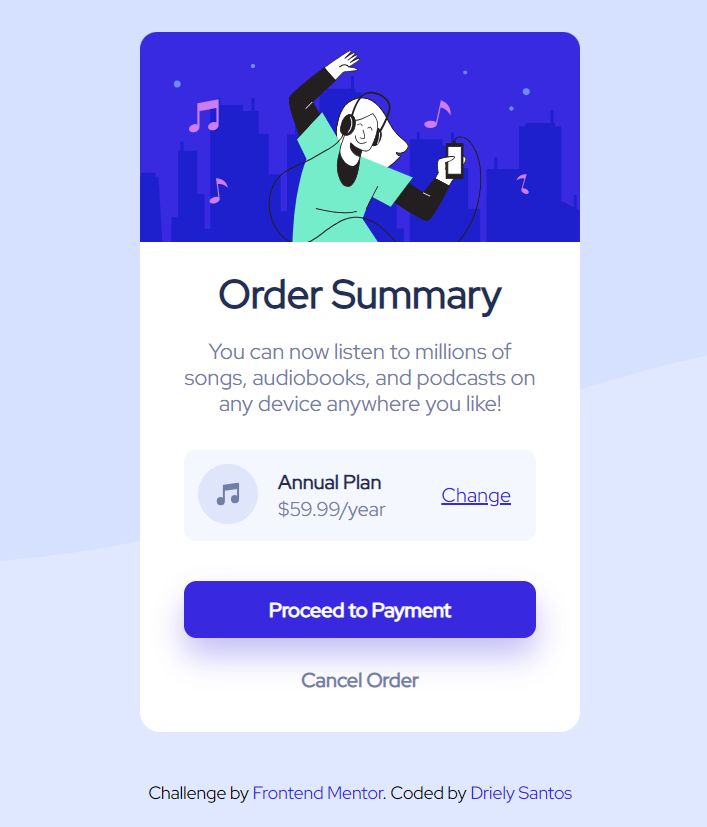 Order Summary
You can now listen to millions of
songs, audiobooks, and podcasts on
any device anywhere you like!
Annual Plan
$59.99/year
Change
Proceed to Payment
Cancel Order
Challenge by Frontend Mentor. Coded by Driely Santos